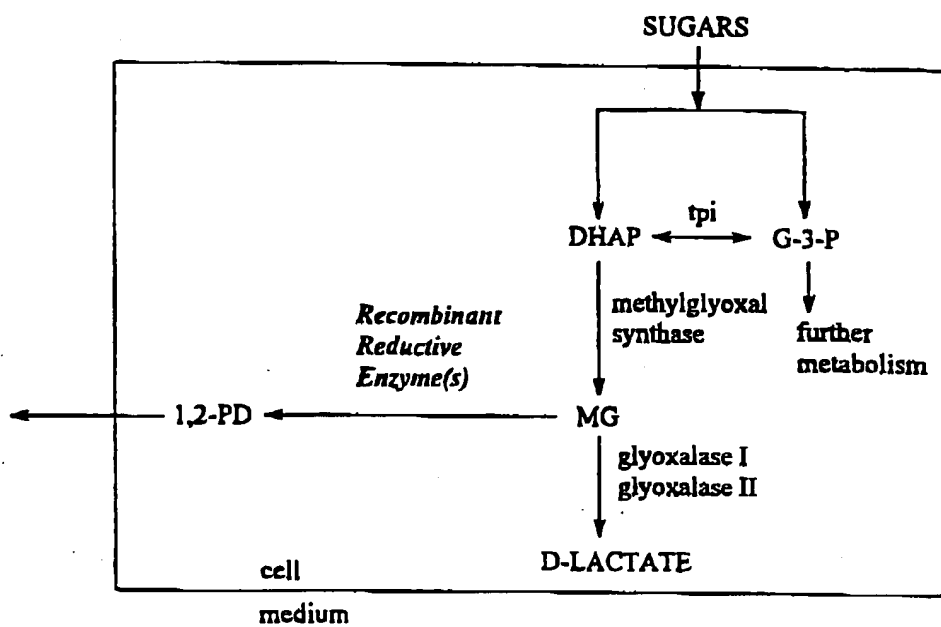 SUGARS
tpi
DHAP
G-3-P
methylglyoxal
synthase
further
metabolism
Recombinant
Reductive
Enzyme(s)
1,2-PD
MG
glyoxalase I
glyoxalase II
D-LACTATE
cell
medium